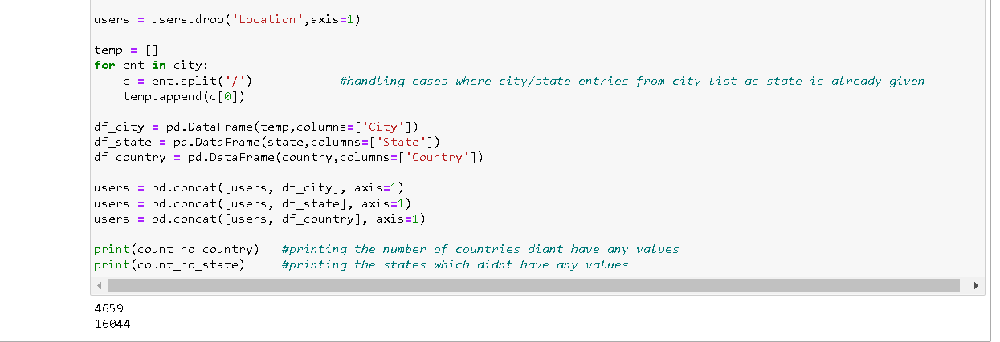 users = users.drop('Location',axis=1)
temp = []
for ent in city:
    c = ent.split('/')            #handling cases where city/state entries from city list as state is already given
    temp.append(c[0])
df_city = pd.DataFrame(temp,columns=['City'])
df_state = pd.DataFrame(state,columns=['State'])
df_country = pd.DataFrame(country,columns=['Country'])
users = pd.concat([users, df_city], axis=1)
users = pd.concat([users, df_state], axis=1)
users = pd.concat([users, df_country], axis=1)
print(count_no_country)   #printing the number of countries didnt have any values
print(count_no_state)     #printing the states which didnt have any values
4659
16044